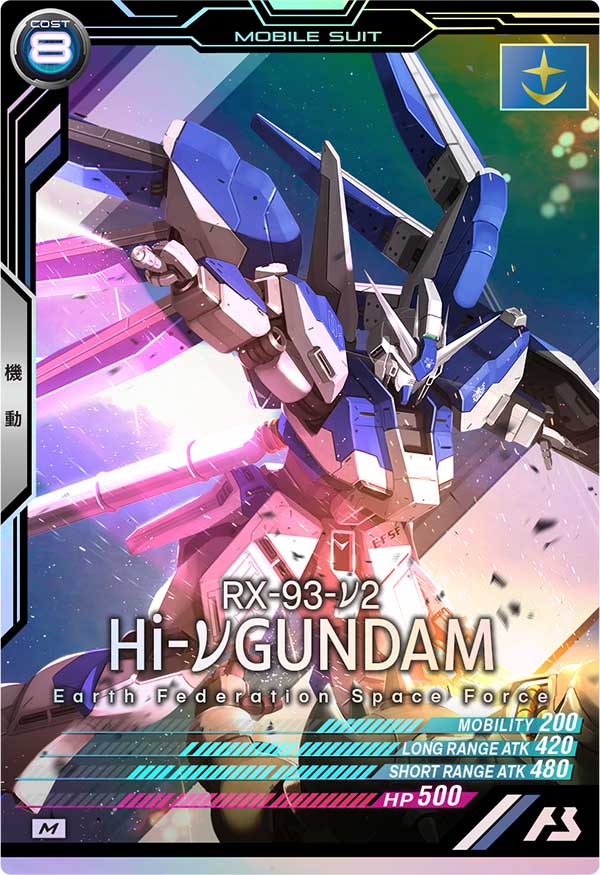 COST
8
MOBILE SUIT
機動
EFSF
RX-93-ν2
Hi-νGUNDAM
Earth Federation Space Force
MOBILITY 200
LONG RANGE ATK 420
SHORT RANGE ATK 480
HP 500
M